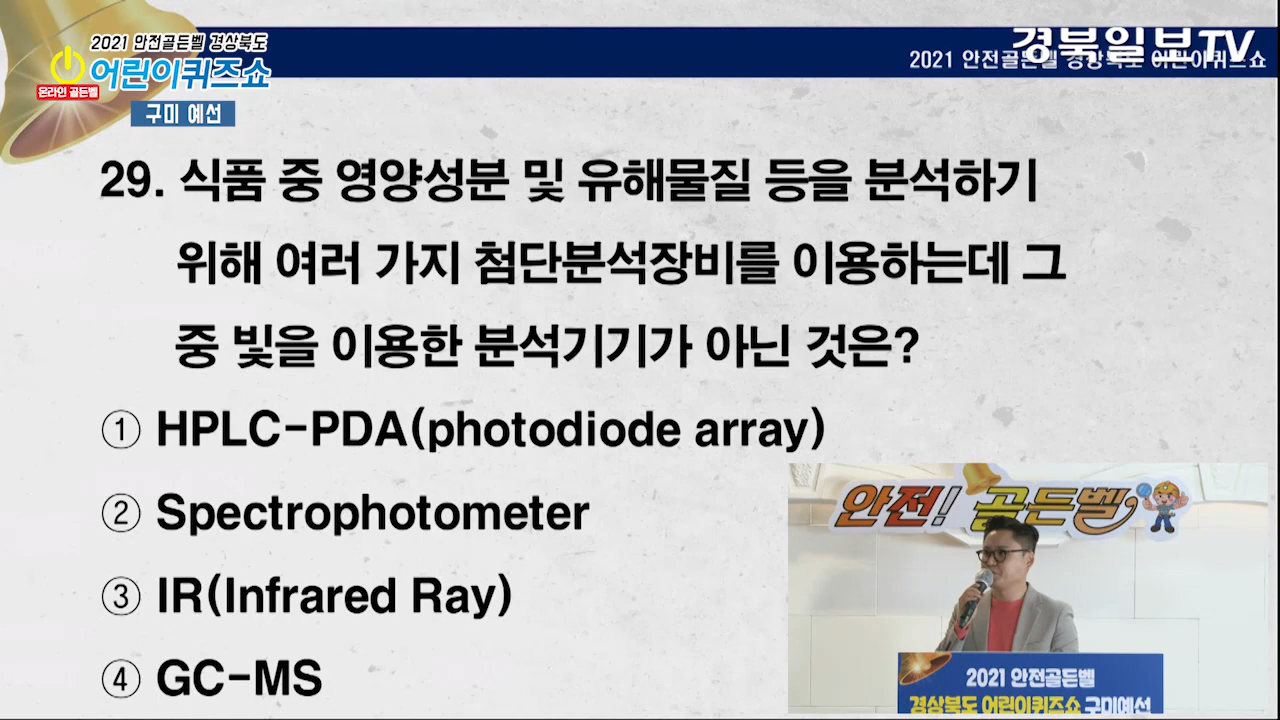 2021 안전골든벨 경상북도
어린이퀴즈쇼
온라인 골든벨
구미 예선
경북일보TV
2021 안전골든벨 경상북도 어린이퀴즈쇼
29. 식품 중 영양성분 및 유해물질 등을 분석하기
위해 여러 가지 첨단분석장비를 이용하는데 그
중 빛을 이용한 분석기기가 아닌 것은?
① HPLC-PDA(photodiode array)
② Spectrophotometer
③ IR(Infrared Ray)
④ GC-MS
안전! 골든벨
2021 안전골든벨
경상북도 어린이퀴즈쇼 구미예선